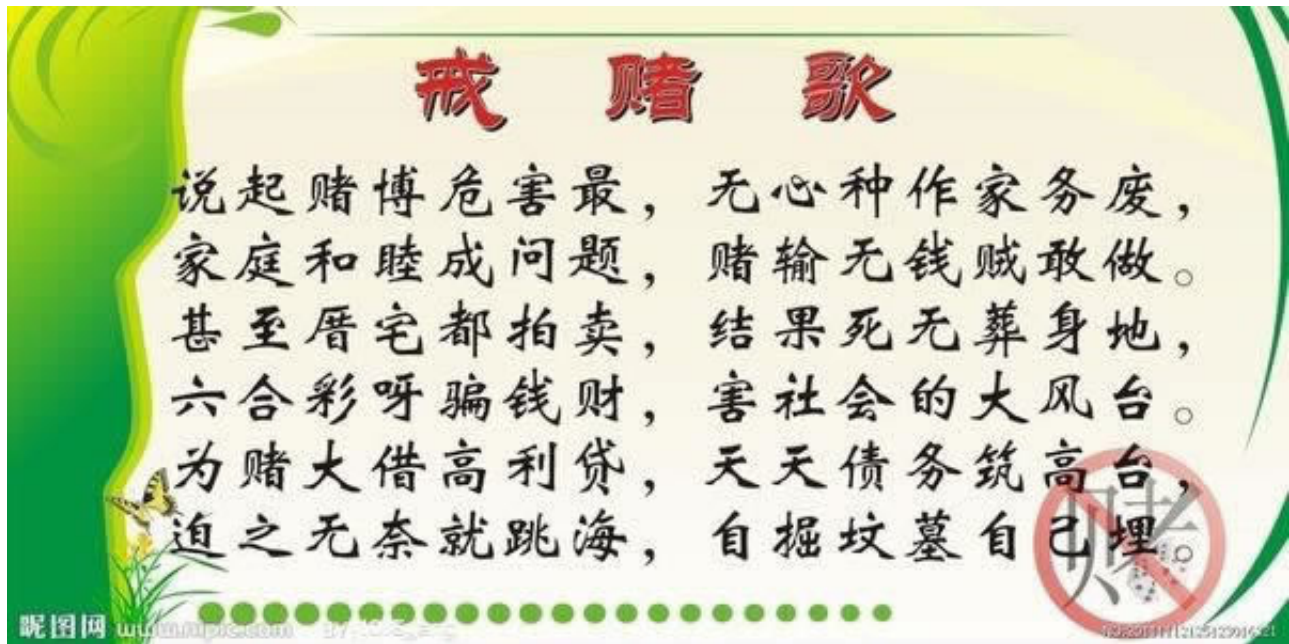 戒赌歌
说起赌博危害最，无心种作家务废，
家庭和睦成问题，赌输无钱贼敢做。
甚至厝宅都拍卖，结果死无葬身地，
六合彩呀骗钱财，害社会的大风台。
为赌大借高利贷，天天债务筑高台，
迫之无奈就跳海，自掘坟墓自己埋。
赌
昵图网 www.nipic.com